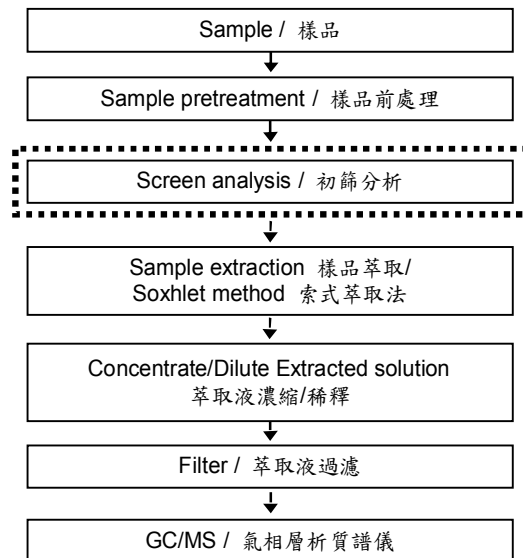 Sample / 樣品
Sample pretreatment / 樣品前處理
Screen analysis / 初篩分析
Sample extraction 樣品萃取/
Soxhlet method 索式萃取法
Concentrate/Dilute Extracted solution
萃取液濃縮/稀釋
Filter / 萃取液過濾
GC/MS / 氣相層析質譜儀